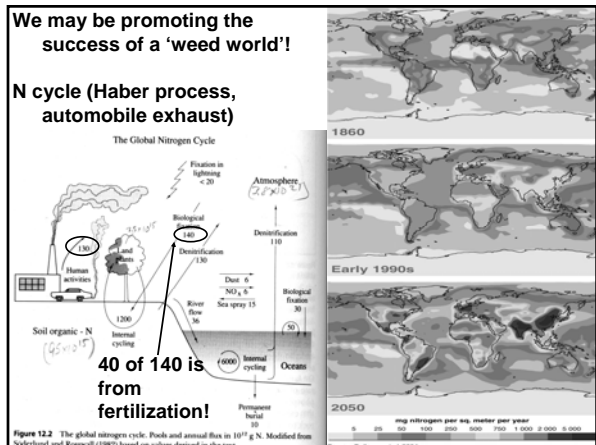 We may be promoting the
success of a ‘weed world’!
N cycle (Haber process,
automobile exhaust)
The Global Nitrogen Cycle
Fixation in
lightning
< 20
Atmosphere
Biological
fixation
140
130
Human
activities
Land
plants
Denitrification
130
Denitrification
110
1200
Internal
cycling
Soil organic - N
River
flow
36
Dust 6
NOX 6
Sea spray 15
Biological
fixation
30
50
6000
Internal
cycling
Oceans
Permanent
burial
10
40 of 140 is
from
fertilization!
Figure 12.2 The global nitrogen cycle. Pools and annual flux in 10¹² g N. Modified from
1860
Early 1990s
2050
mg nitrogen per sq. meter per year
5 25 50 100 250 500 750 1 000 2 000 5 000